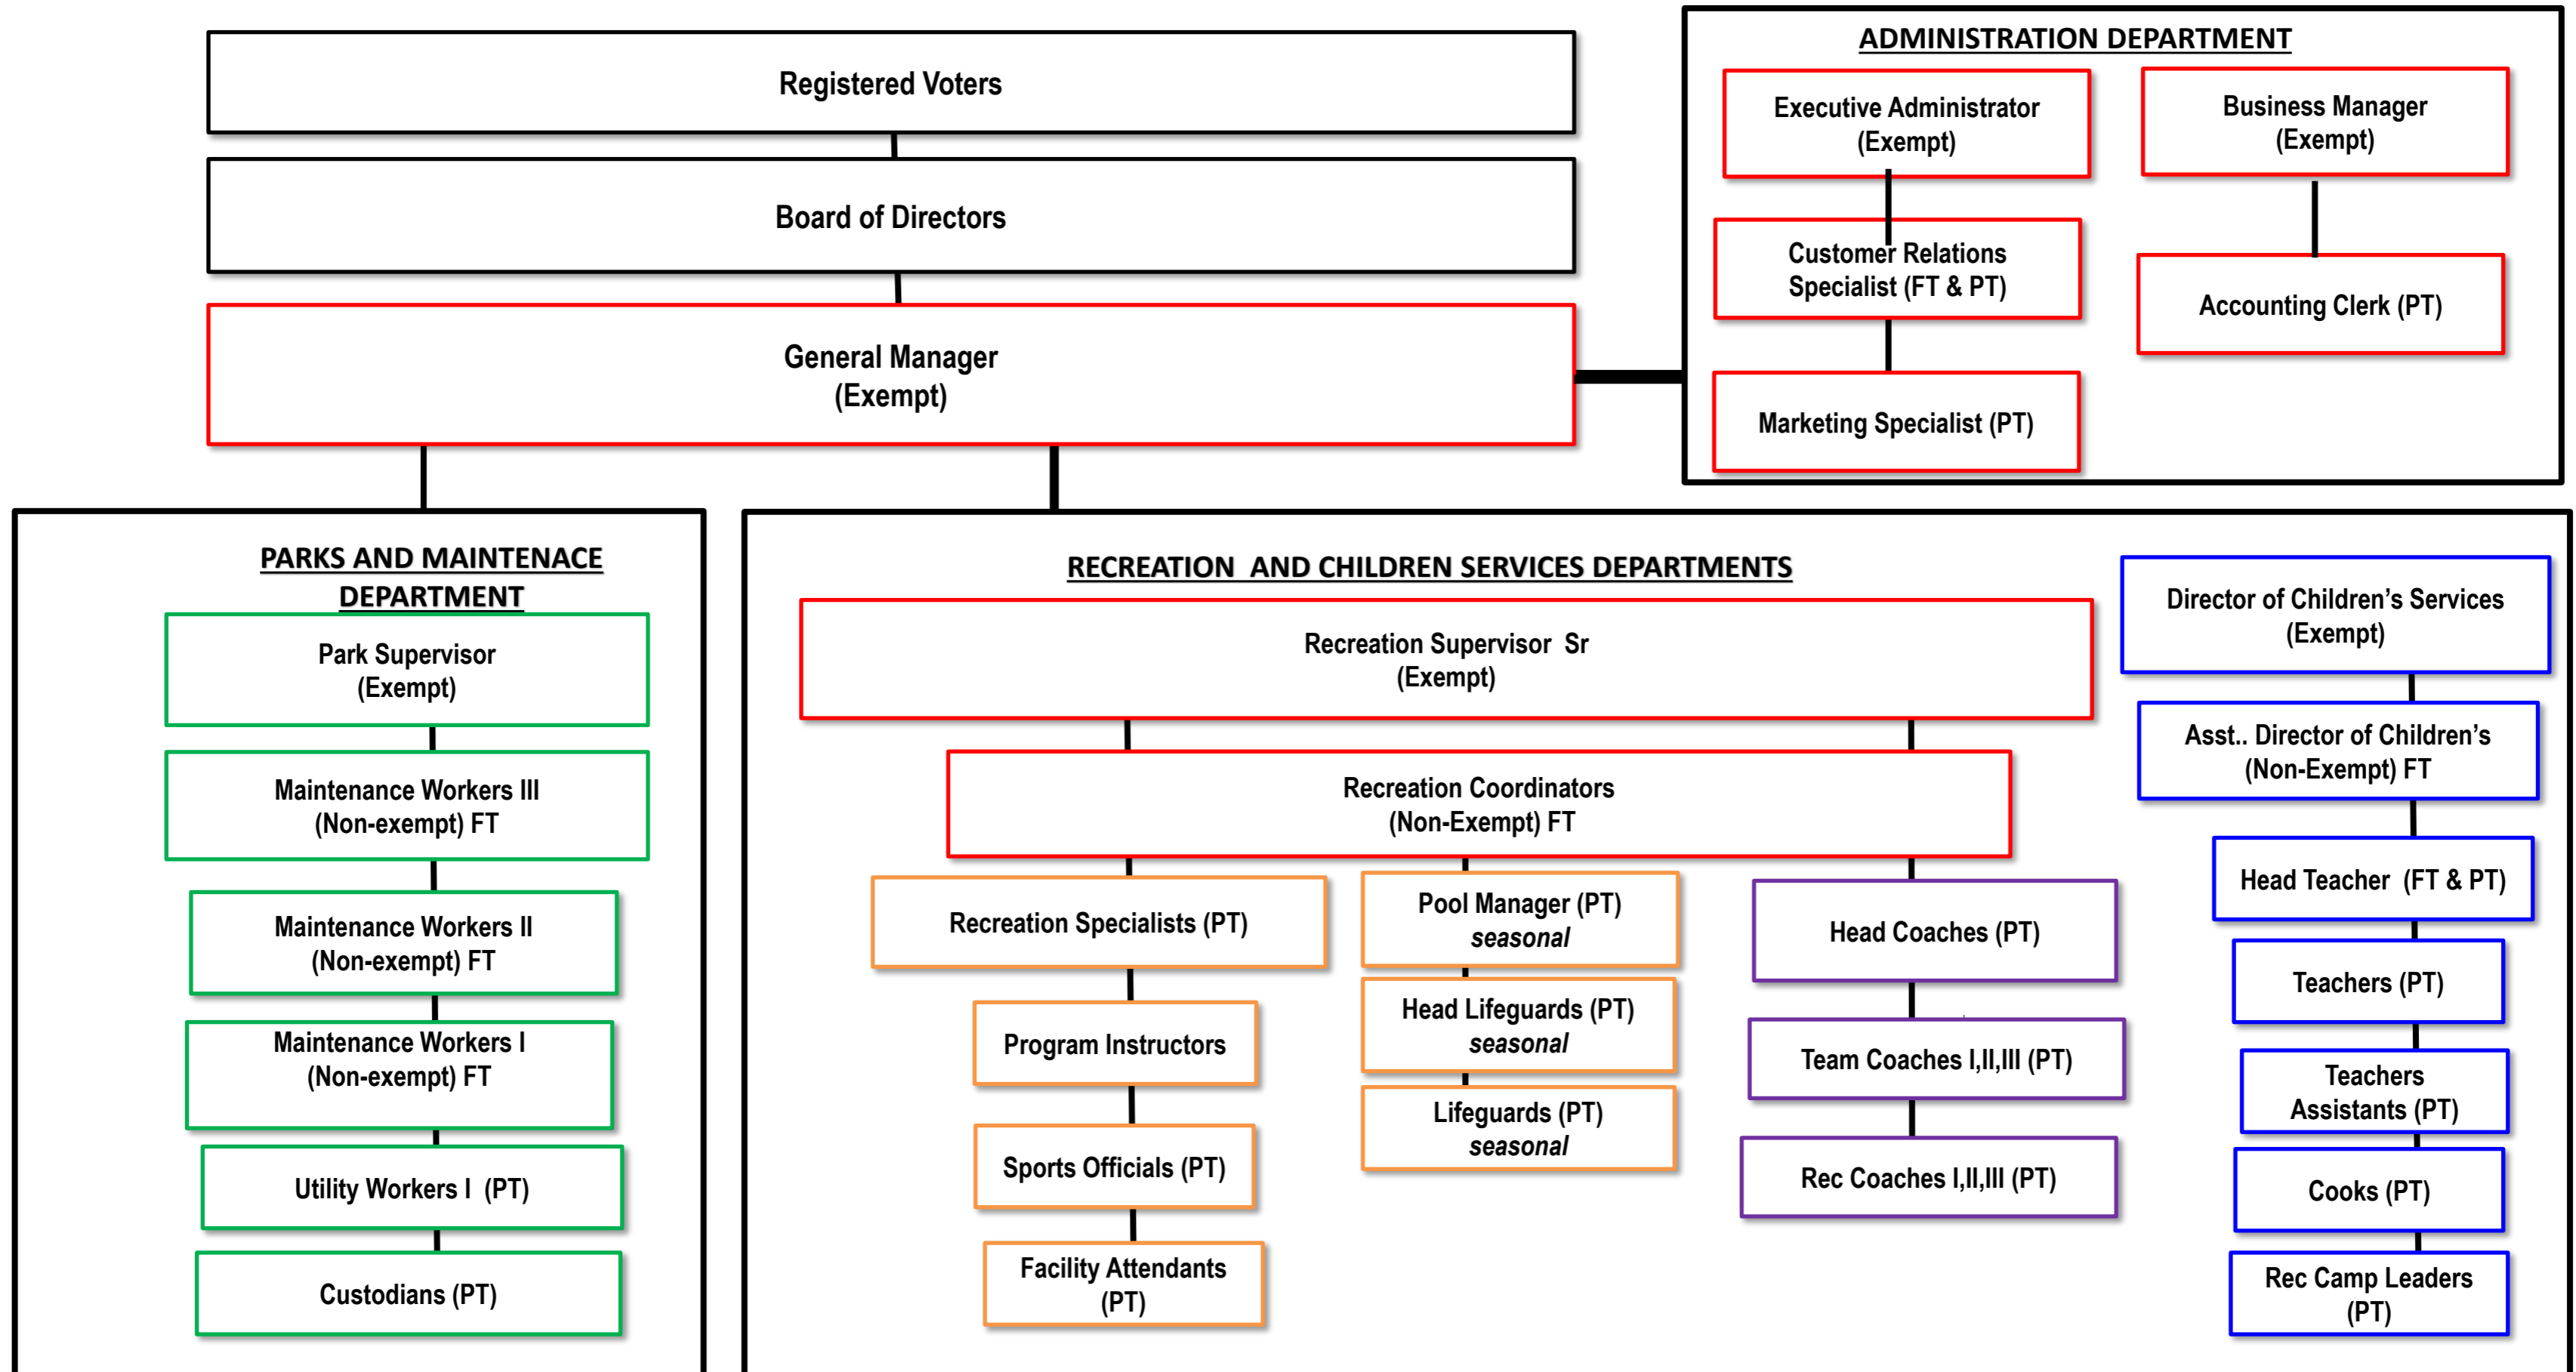 Registered Voters
Board of Directors
General Manager
(Exempt)
ADMINISTRATION DEPARTMENT
Executive Administrator
(Exempt)
Customer Relations
Specialist (FT & PT)
Marketing Specialist (PT)
Business Manager
(Exempt)
Accounting Clerk (PT)
PARKS AND MAINTENACE
DEPARTMENT
Park Supervisor
(Exempt)
Maintenance Workers III
(Non-exempt) FT
Maintenance Workers II
(Non-exempt) FT
Maintenance Workers I
(Non-exempt) FT
Utility Workers I (PT)
Custodians (PT)
RECREATION AND CHILDREN SERVICES DEPARTMENTS
Recreation Supervisor Sr
(Exempt)
Recreation Coordinators
(Non-Exempt) FT
Recreation Specialists (PT)
Program Instructors
Sports Officials (PT)
Facility Attendants
(PT)
Pool Manager (PT)
seasonal
Head Lifeguards (PT)
seasonal
Lifeguards (PT)
seasonal
Head Coaches (PT)
Team Coaches I,II,III (PT)
Rec Coaches I,II,III (PT)
Director of Children’s Services
(Exempt)
Asst.. Director of Children’s
(Non-Exempt) FT
Head Teacher (FT & PT)
Teachers (PT)
Teachers
Assistants (PT)
Cooks (PT)
Rec Camp Leaders
(PT)